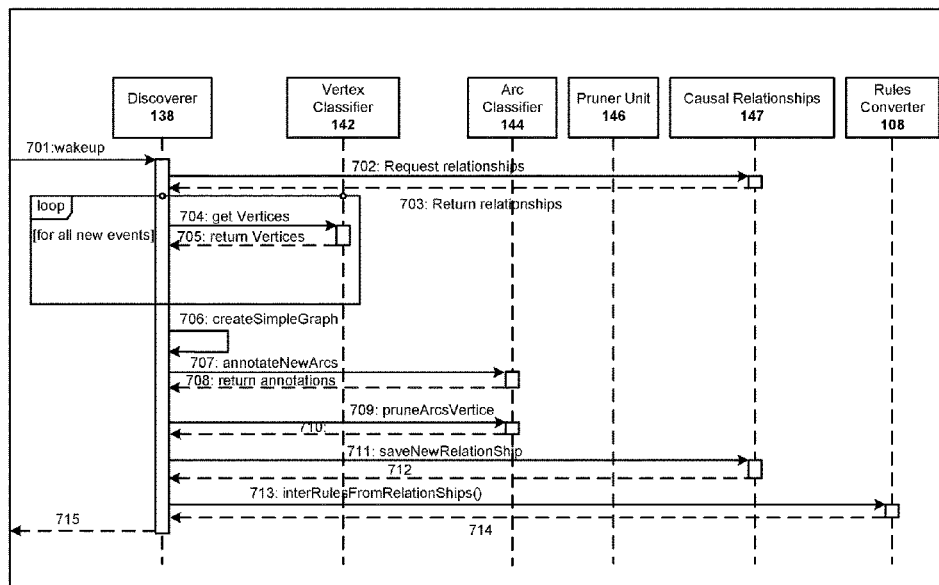 Discoverer
138
Vertex
Classifier
142
Arc
Classifier
144
Pruner Unit
146
Causal Relationships
147
Rules
Converter
108
701:wakeup
702: Request relationships
703: Return relationships
loop
[for all new events]
704: get Vertices
705: return Vertices
706: createSimpleGraph
707: annotateNewArcs
708: return annotations
709: pruneArcsVertice
710:
711: saveNewRelationShip
712
713: interRulesFromRelationShips()
714
715